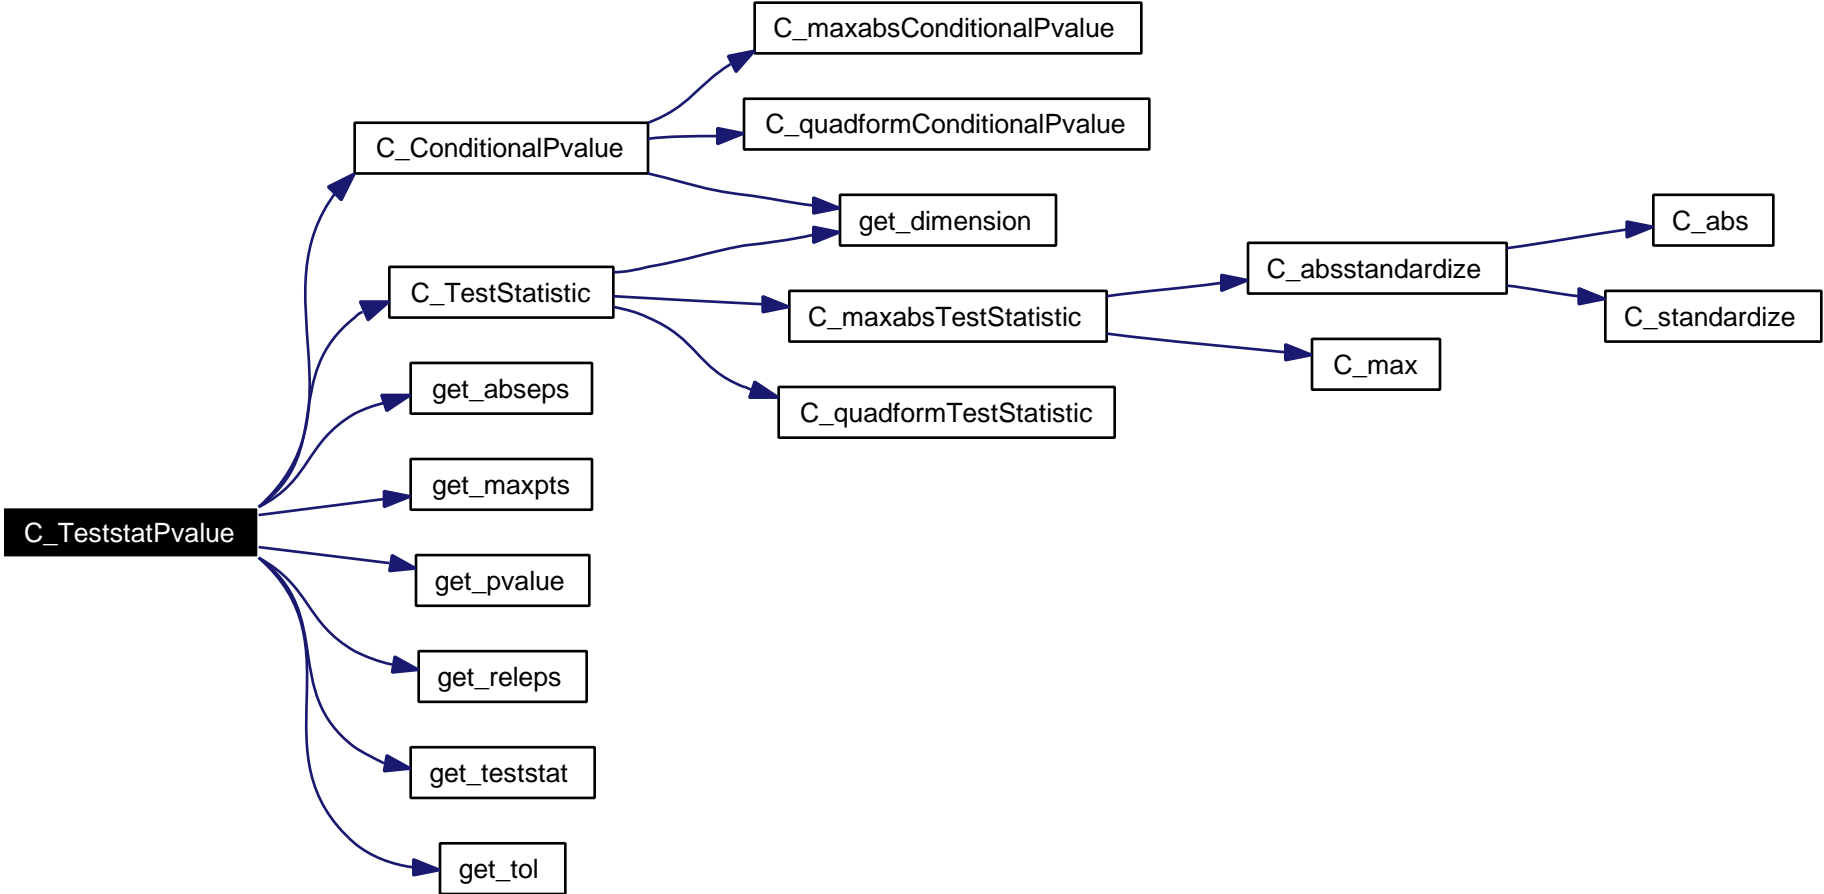 C_maxabsConditionalPvalue
C_quadformConditionalPvalue
C_ConditionalPvalue
get_dimension
C_abs
C_absstandardize
C_TestStatistic
C_maxabsTestStatistic
C_standardize
C_max
get_abseps
C_quadformTestStatistic
get_maxpts
C_TeststatPvalue
get_pvalue
get_releps
get_teststat
get_tol